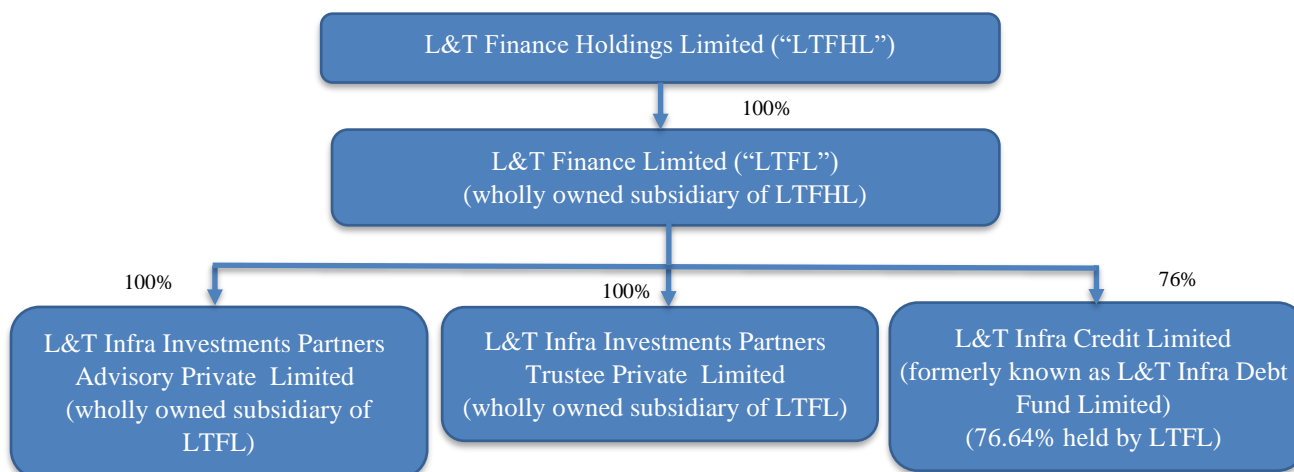 L&T Finance Holdings Limited (“LTFHL”)
100%
L&T Finance Limited (“LTFL”)
(wholly owned subsidiary of LTFHL)
100%
100%
76%
L&T Infra Investments Partners
Advisory Private Limited
(wholly owned subsidiary of
LTFL)
L&T Infra Investments Partners
Trustee Private Limited
(wholly owned subsidiary of LTFL)
L&T Infra Credit Limited
(formerly known as L&T Infra Debt
Fund Limited)
(76.64% held by LTFL)